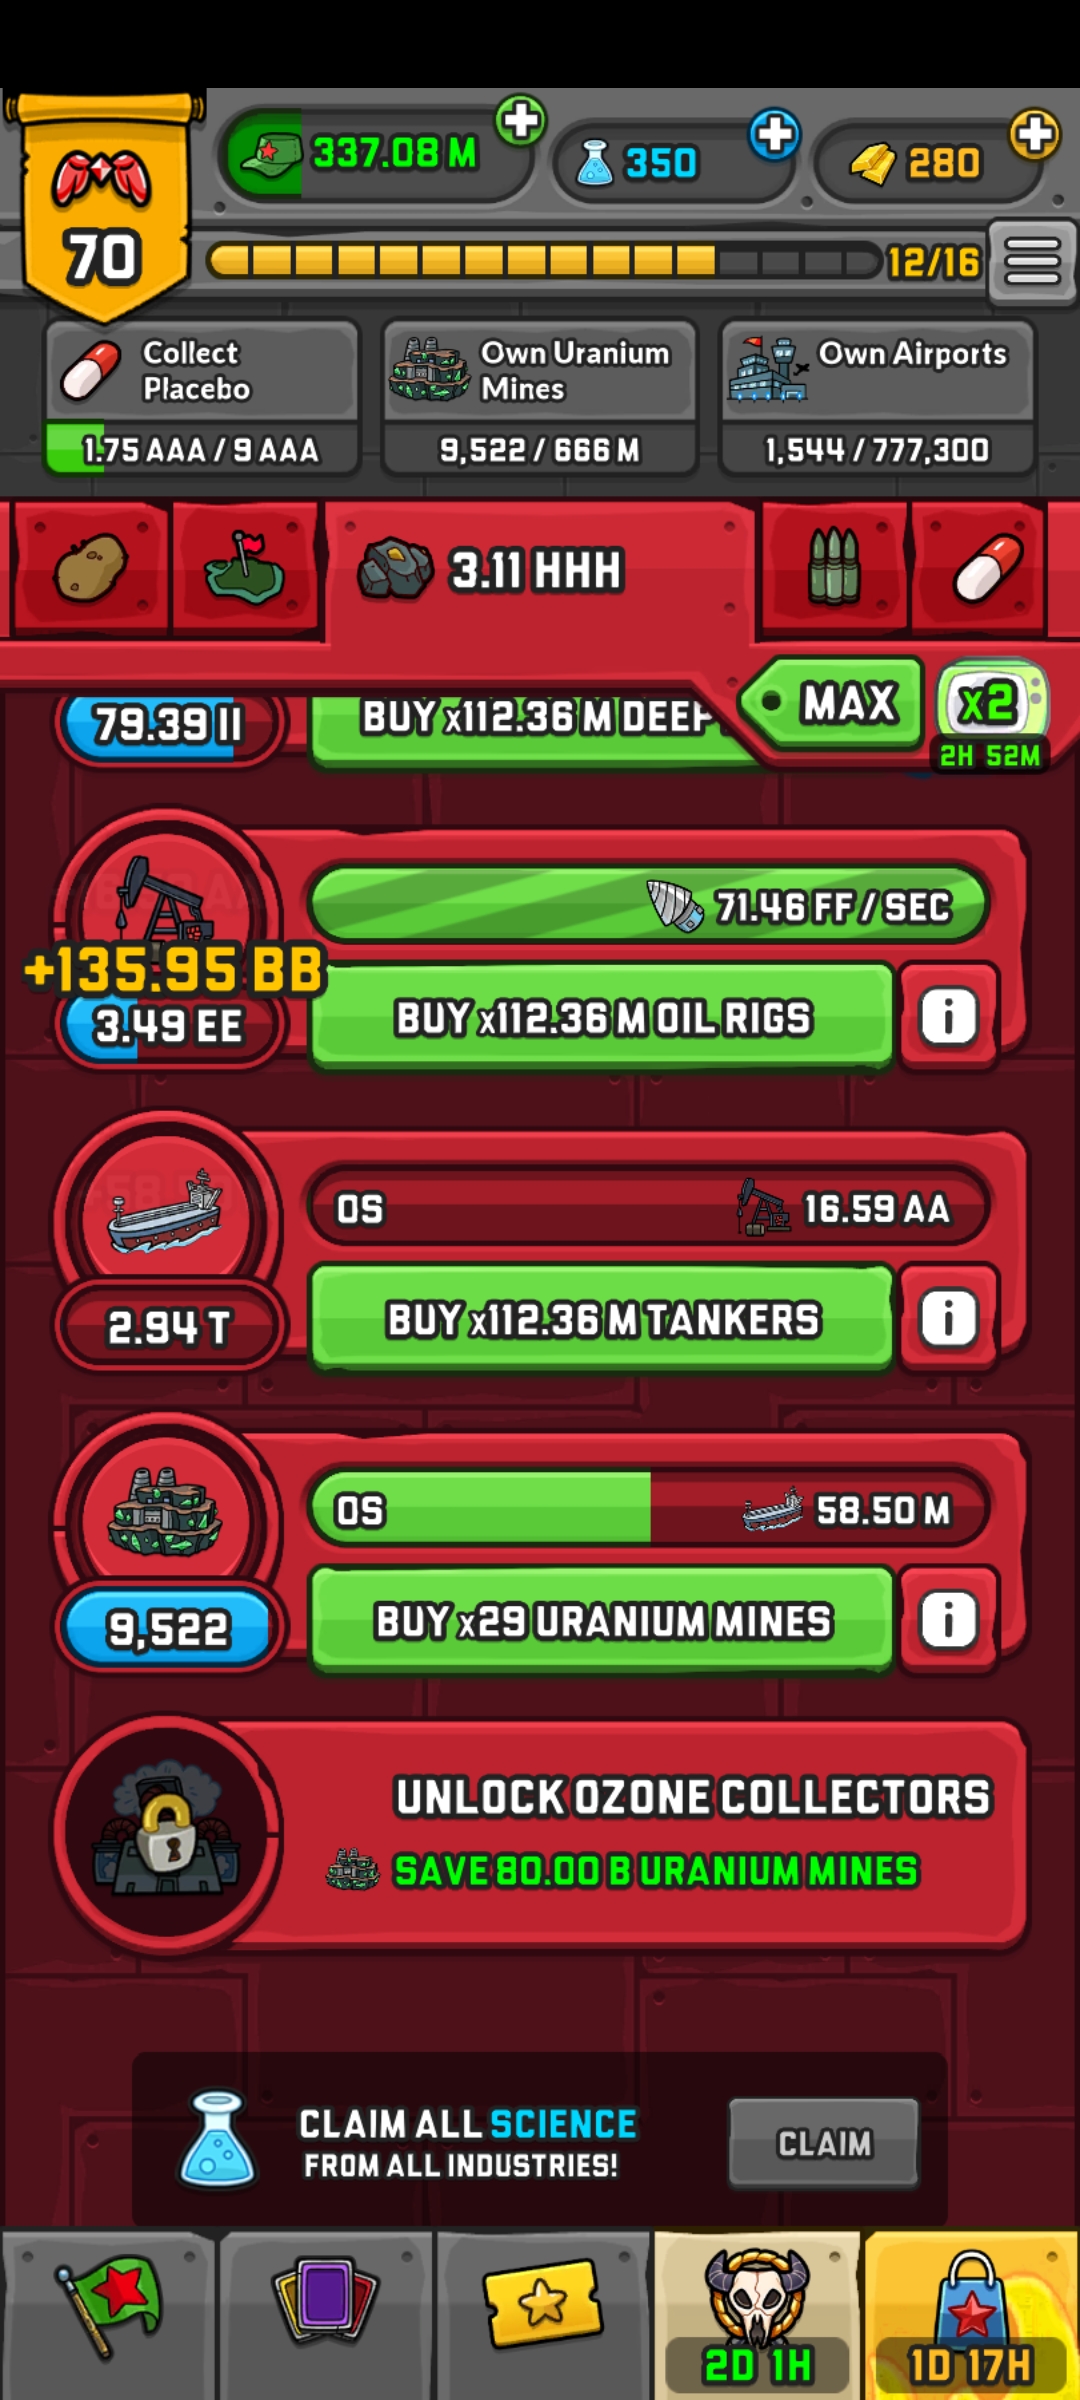 337.08 M
350
280
70
12/16
Collect
Placebo
Own Uranium
Mines
Own Airports
1.75 AAA / 9 AAA
9,522 / 666 M
1,544 / 777,300
3.11 HHH
79.39 II
BUY x112.36 M DEEP
MAX
x2
2H 52M
71.46 FF / SEC
+135.95 BB
3.49 EE
BUY x112.36 M OIL RIGS
i
0S
16.59 AA
2.94 T
BUY x112.36 M TANKERS
i
0S
58.50 M
9,522
BUY x29 URANIUM MINES
i
UNLOCK OZONE COLLECTORS
SAVE 80.00 B URANIUM MINES
CLAIM ALL SCIENCE
FROM ALL INDUSTRIES!
CLAIM
2D 1H
1D 17H